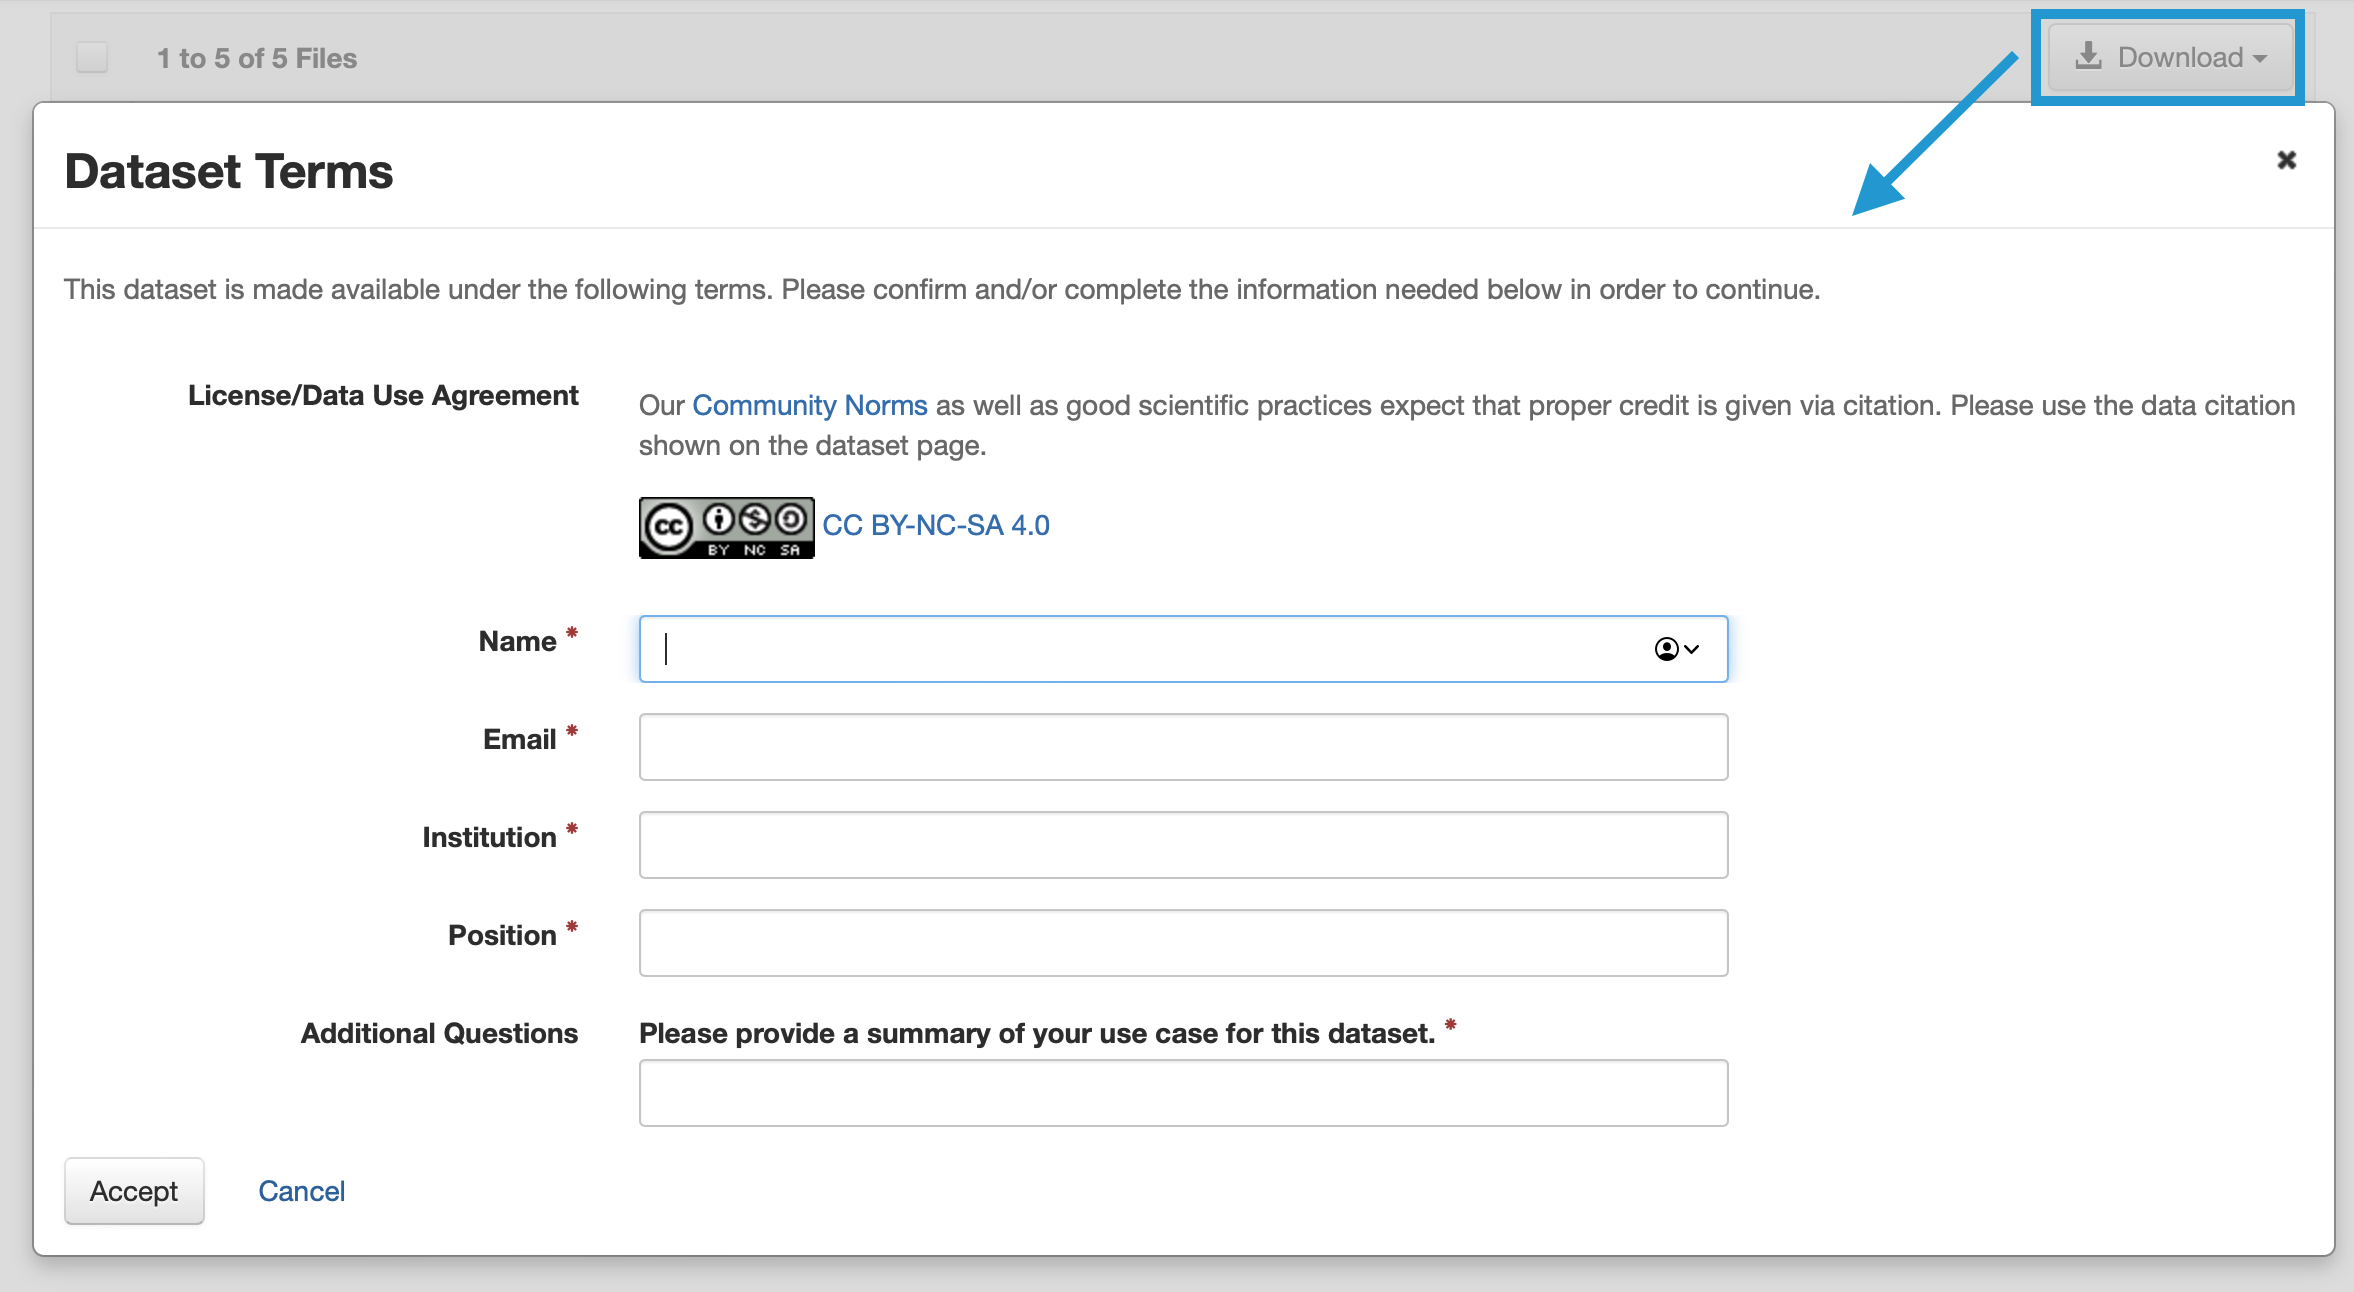 1 to 5 of 5 Files
Download
Dataset Terms
This dataset is made available under the following terms. Please confirm and/or complete the information needed below in order to continue.
License/Data Use Agreement
Our Community Norms as well as good scientific practices expect that proper credit is given via citation. Please use the data citation
shown on the dataset page.
cc BY NC SA CC BY-NC-SA 4.0
Name *
Email *
Institution *
Position *
Additional Questions
Please provide a summary of your use case for this dataset. *
Accept
Cancel